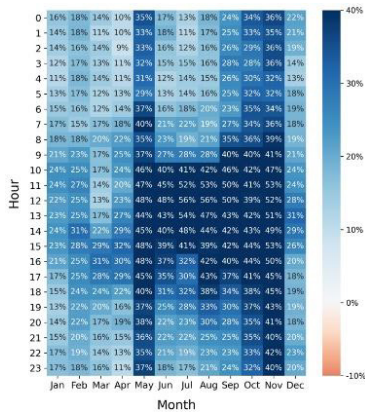 0 16% 18% 14% 10% 35% 17% 13% 18% 24% 34% 36% 22%
1 14% 18% 11% 10% 33% 18% 11% 17% 25% 33% 35% 21%
2 14% 16% 14% 9% 33% 16% 12% 16% 26% 29% 36% 19%
3 12% 17% 13% 11% 32% 15% 15% 13% 28% 28% 36% 14%
4 11% 18% 14% 11% 31% 12% 14% 15% 26% 30% 32% 13%
5 13% 17% 12% 13% 29% 13% 14% 16% 25% 32% 32% 18%
6 15% 16% 12% 14% 37% 16% 18% 20% 23% 35% 34% 19%
7 17% 15% 17% 18% 40% 21% 22% 19% 27% 34% 36% 18%
8 18% 18% 20% 22% 35% 23% 19% 21% 35% 36% 39% 19%
9 21% 23% 17% 25% 37% 27% 28% 28% 40% 40% 41% 21%
10 24% 25% 17% 24% 46% 40% 41% 42% 46% 42% 47% 24%
11 24% 27% 14% 20% 47% 45% 52% 53% 50% 41% 53% 24%
12 22% 25% 13% 23% 48% 48% 56% 56% 50% 39% 52% 28%
13 23% 25% 17% 27% 44% 43% 54% 47% 43% 42% 51% 31%
14 24% 31% 22% 29% 45% 40% 48% 44% 42% 43% 49% 29%
15 23% 28% 29% 32% 48% 39% 41% 39% 42% 44% 53% 26%
16 21% 25% 31% 30% 48% 37% 32% 42% 40% 44% 50% 20%
17 17% 25% 28% 29% 45% 35% 30% 43% 37% 41% 45% 18%
18 15% 24% 24% 22% 40% 31% 32% 38% 34% 38% 45% 19%
19 13% 22% 20% 16% 37% 25% 28% 33% 30% 37% 43% 19%
20 14% 22% 17% 19% 38% 22% 23% 30% 28% 35% 41% 18%
21 15% 20% 16% 15% 36% 22% 22% 25% 25% 35% 40% 20%
22 17% 19% 14% 13% 35% 21% 19% 23% 23% 33% 42% 23%
23 17% 18% 16% 11% 37% 18% 17% 21% 24% 32% 40% 20%
Jan Feb Mar Apr May Jun Jul Aug Sep Oct Nov Dec
Hour
Month
40%
30%
20%
10%
0%
-10%